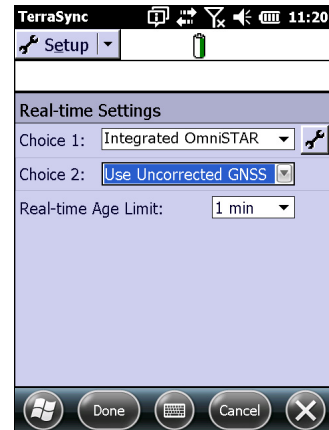 TerraSync 11:20
Setup
Real-time Settings
Choice 1: Integrated OmniSTAR
Choice 2: Use Uncorrected GNSS
Real-time Age Limit: 1 min
Done Cancel